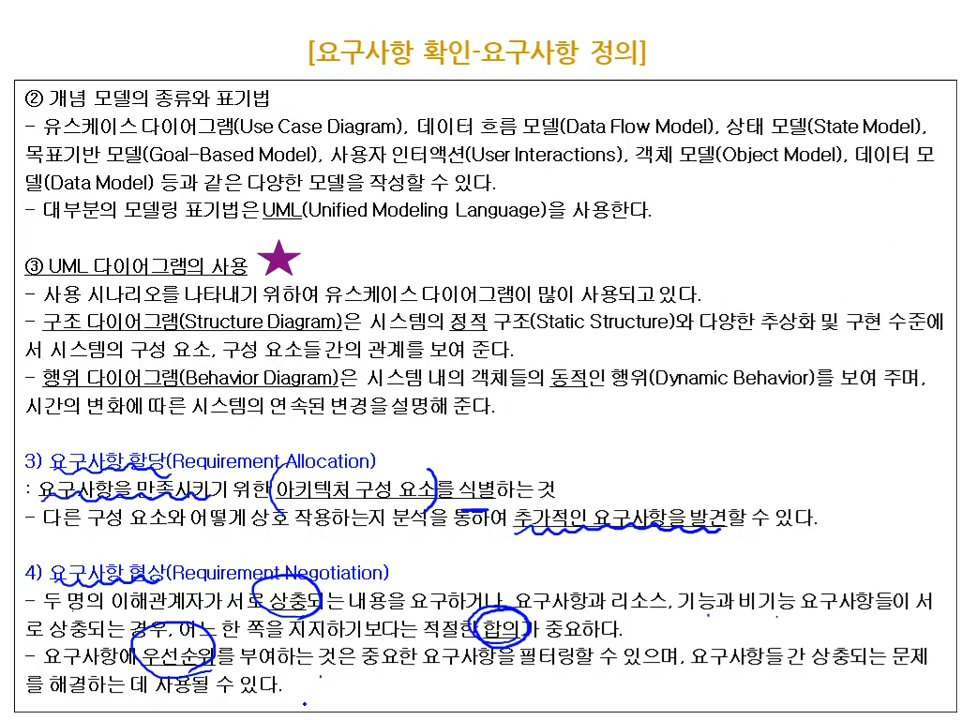 [요구사항 확인-요구사항 정의]
② 개념 모델의 종류와 표기법
- 유스케이스 다이어그램(Use Case Diagram), 데이터 흐름 모델(Data Flow Model), 상태 모델(State Model),
목표기반 모델(Goal-Based Model), 사용자 인터액션(User Interactions), 객체 모델(Object Model), 데이터 모
델(Data Model) 등과 같은 다양한 모델을 작성할 수 있다.
- 대부분의 모델링 표기법은 UML(Unified Modeling Language)을 사용한다.
③ UML 다이어그램의 사용
- 사용 시나리오를 나타내기 위하여 유스케이스 다이어그램이 많이 사용되고 있다.
- 구조 다이어그램(Structure Diagram)은 시스템의 정적 구조(Static Structure)와 다양한 추상화 및 구현 수준에
서 시스템의 구성 요소, 구성 요소들 간의 관계를 보여 준다.
- 행위 다이어그램(Behavior Diagram)은 시스템 내의 객체들의 동적인 행위(Dynamic Behavior)를 보여 주며,
시간의 변화에 따른 시스템의 연속된 변경을 설명해 준다.
3) 요구사항 할당(Requirement Allocation)
: 요구사항을 만족시키기 위한 아키텍처 구성 요소를 식별하는 것
- 다른 구성 요소와 어떻게 상호 작용하는지 분석을 통하여 추가적인 요구사항을 발견할 수 있다.
4) 요구사항 협상(Requirement Negotiation)
- 두 명의 이해관계자가 서로 상충되는 내용을 요구하거나, 요구사항과 리소스, 기능과 비기능 요구사항들이 서
로 상충되는 경우, 어느 한 쪽을 지지하기보다는 적절한 합의가 중요하다.
- 요구사항에 우선순위를 부여하는 것은 중요한 요구사항을 필터링할 수 있으며, 요구사항들 간 상충되는 문제
를 해결하는 데 사용될 수 있다.